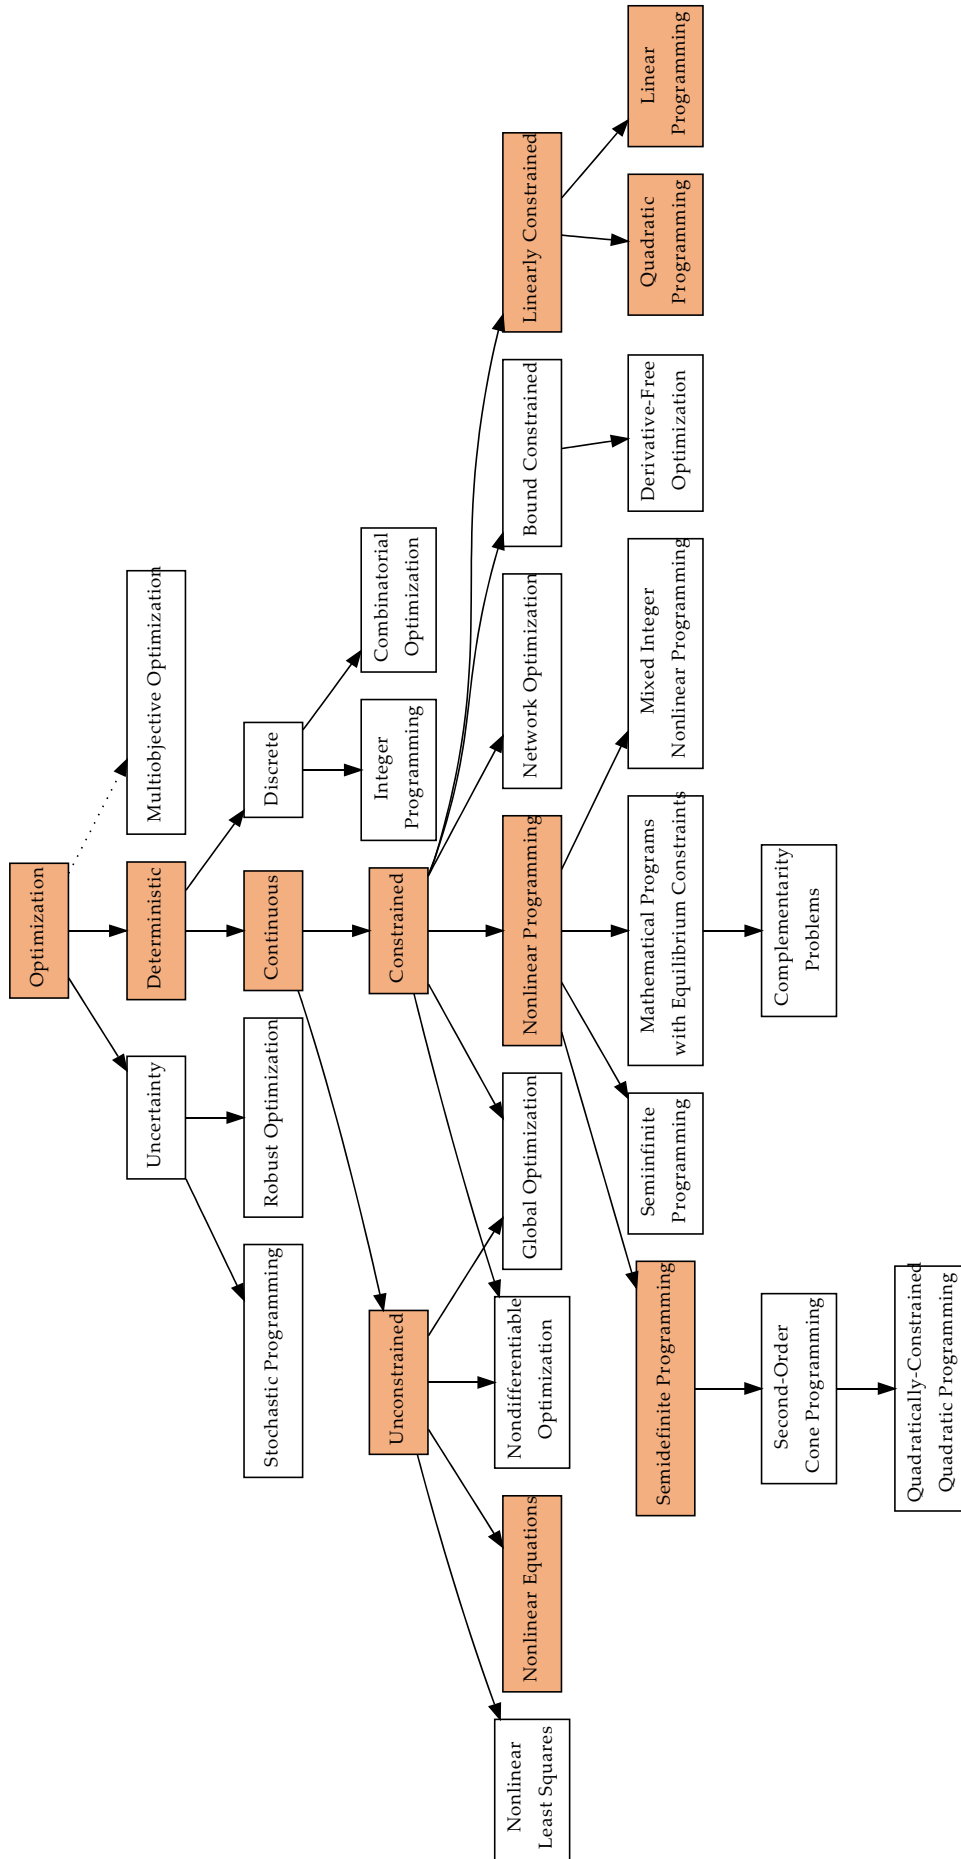 Optimization
Uncertainty
Deterministic
Multiobjective Optimization
Stochastic Programming
Robust Optimization
Continuous
Discrete
Unconstrained
Constrained
Integer
Programming
Combinatorial
Optimization
Nonlinear
Least Squares
Nonlinear Equations
Nondifferentiable
Optimization
Global Optimization
Nonlinear Programming
Network Optimization
Bound Constrained
Linearly Constrained
Semidefinite Programming
Semiinfinite
Programming
Mathematical Programs
with Equilibrium Constraints
Mixed Integer
Nonlinear Programming
Derivative-Free
Optimization
Quadratic
Programming
Linear
Programming
Second-Order
Cone Programming
Complementarity
Problems
Quadratically-Constrained
Quadratic Programming